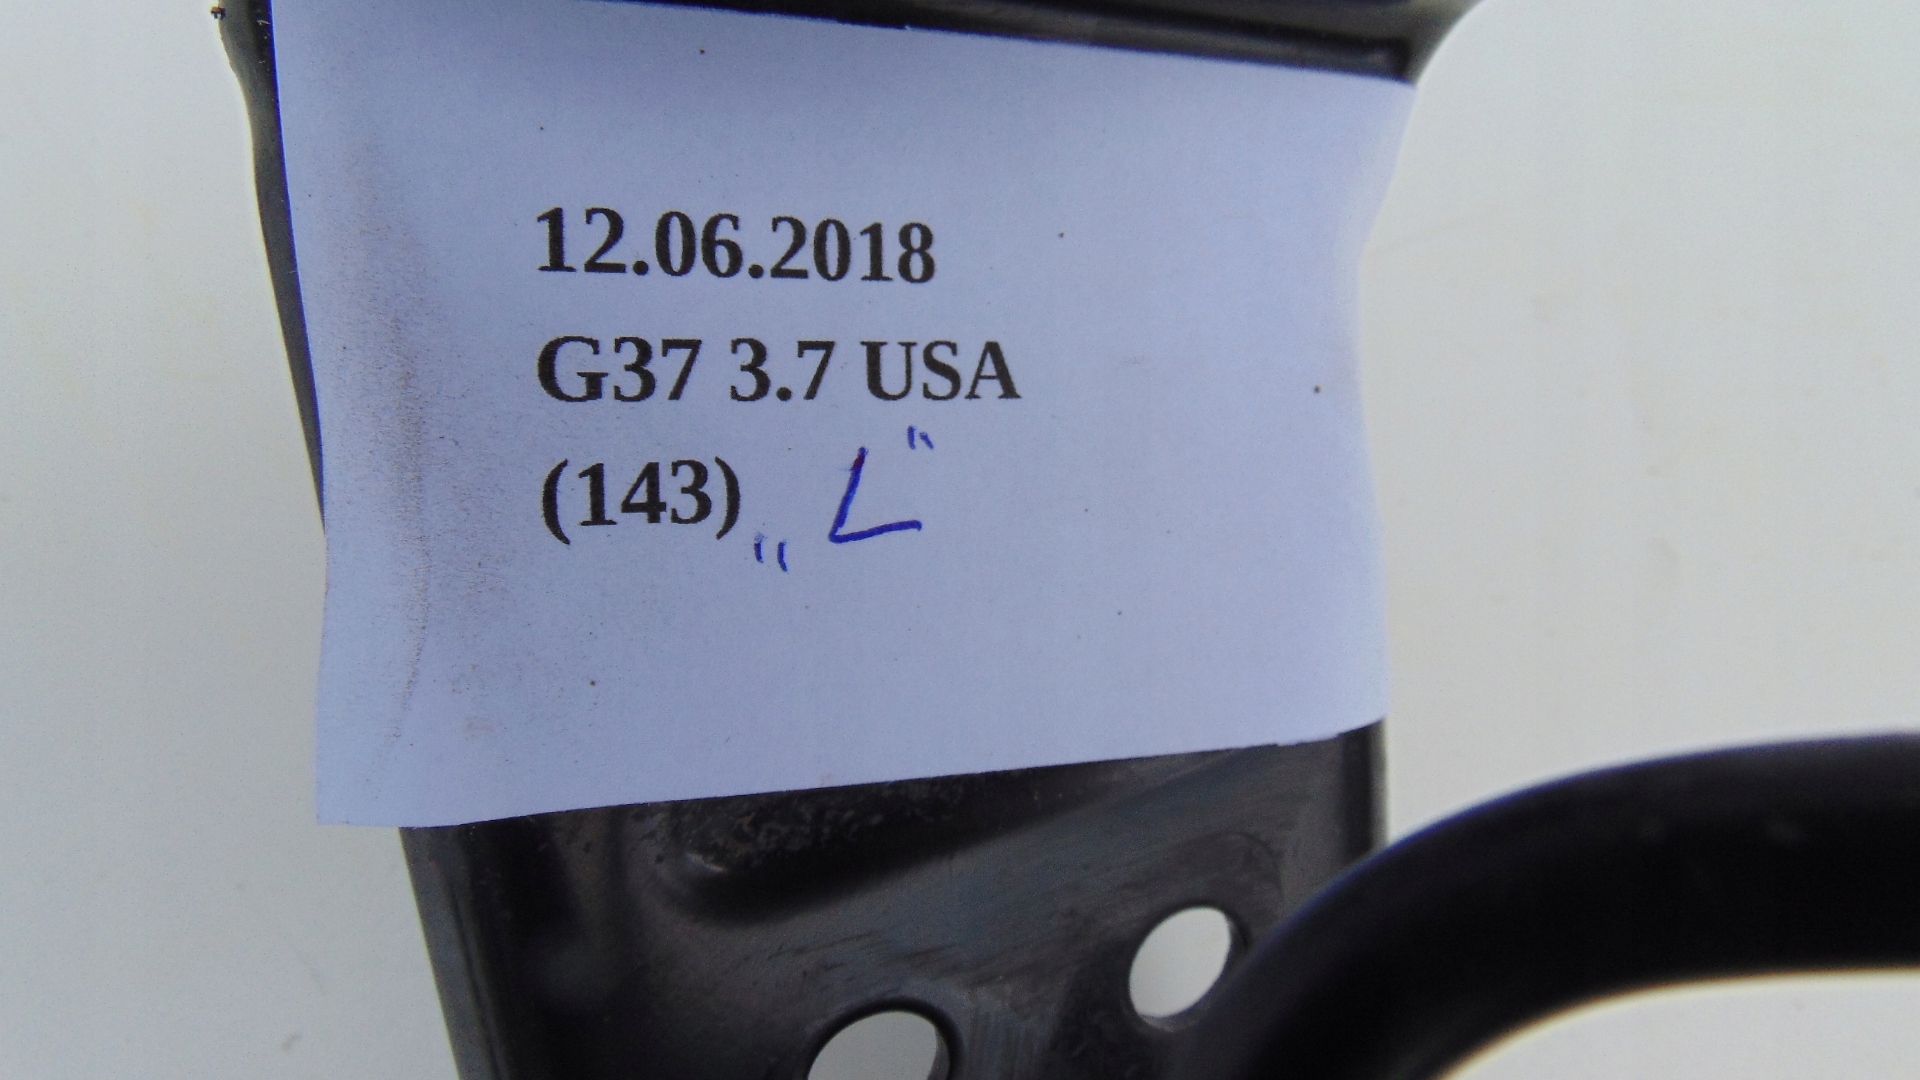 12.06.2018
G37 3.7 USA
(143) „L"